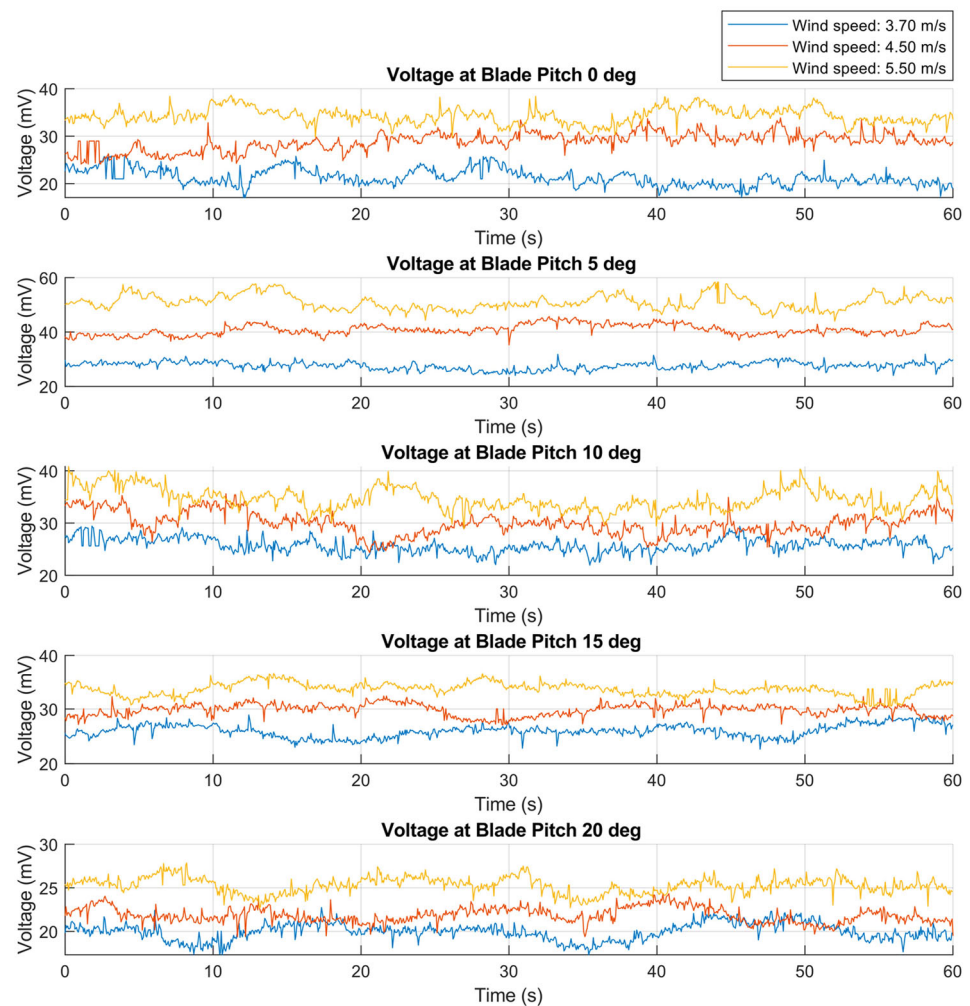 Wind speed: 3.70 m/s
Wind speed: 4.50 m/s
Wind speed: 5.50 m/s
Voltage at Blade Pitch 0 deg
Voltage (mV)
40
30
20
0 10 20 30 40 50 60
Time (s)
Voltage at Blade Pitch 5 deg
Voltage (mV)
60
40
20
0 10 20 30 40 50 60
Time (s)
Voltage at Blade Pitch 10 deg
Voltage (mV)
40
30
20
0 10 20 30 40 50 60
Time (s)
Voltage at Blade Pitch 15 deg
Voltage (mV)
40
30
20
0 10 20 30 40 50 60
Time (s)
Voltage at Blade Pitch 20 deg
Voltage (mV)
30
25
20
0 10 20 30 40 50 60
Time (s)